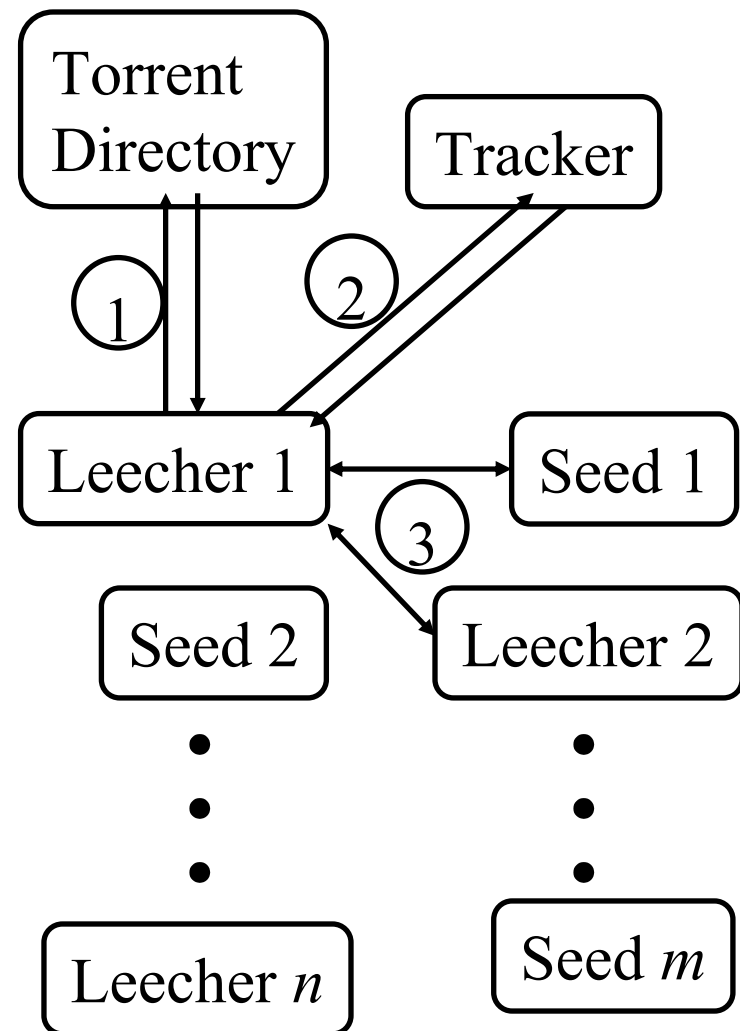 Torrent
Directory
Tracker
1
2
Leecher 1
Seed 1
3
Seed 2
Leecher 2
Leecher n
Seed m